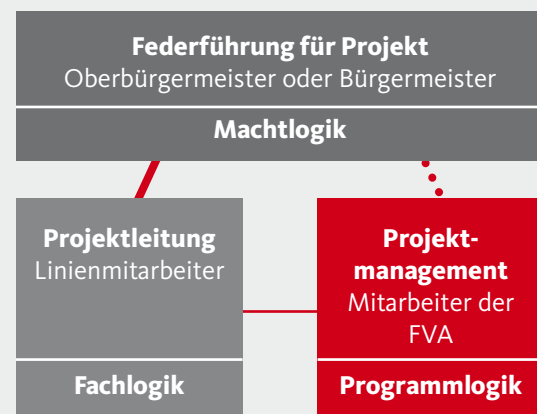 Federführung für Projekt
Oberbürgermeister oder Bürgermeister
Machtlogik
Projektleitung
Linienmitarbeiter
Fachlogik
Projekt-
management
Mitarbeiter der
FVA
Programmlogik